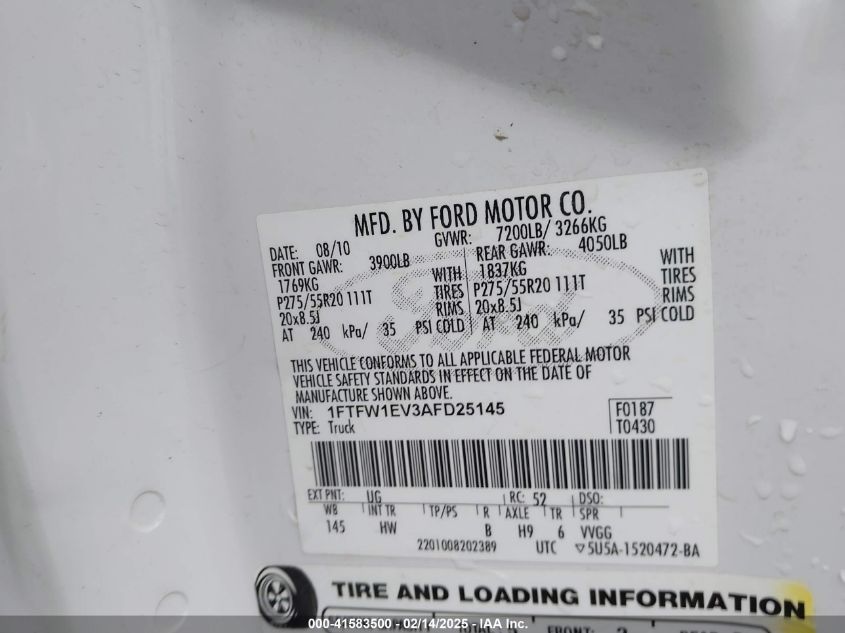 MFD. BY FORD MOTOR CO.
DATE: 08/10 GVWR: 7200LB/ 3266KG
FRONT GAWR: 3900LB REAR GAWR: 4050LB
1769KG WITH 1837KG WITH
P275/55R20 111T TIRES P275/55R20 111T TIRES
20x8.5J RIMS 20x8.5J RIMS
AT 240 kPa/ 35 PSI COLD AT 240 kPa/ 35 PSI COLD
THIS VEHICLE CONFORMS TO ALL APPLICABLE FEDERAL MOTOR
VEHICLE SAFETY STANDARDS IN EFFECT ON THE DATE OF
MANUFACTURE SHOWN ABOVE.
VIN: 1FTFW1EV3AFD25145 F0187
TYPE: Truck T0430
EXT PNT: UG RC: 52 DSO:
WB INT TR TP/PS R AXLE TR SPR
145 HW B H9 6 VVGG
2201008202389 UTC 5U5A-1520472-BA
TIRE AND LOADING INFORMATION
000-41583500 - 02/14/2025 - IAA Inc.